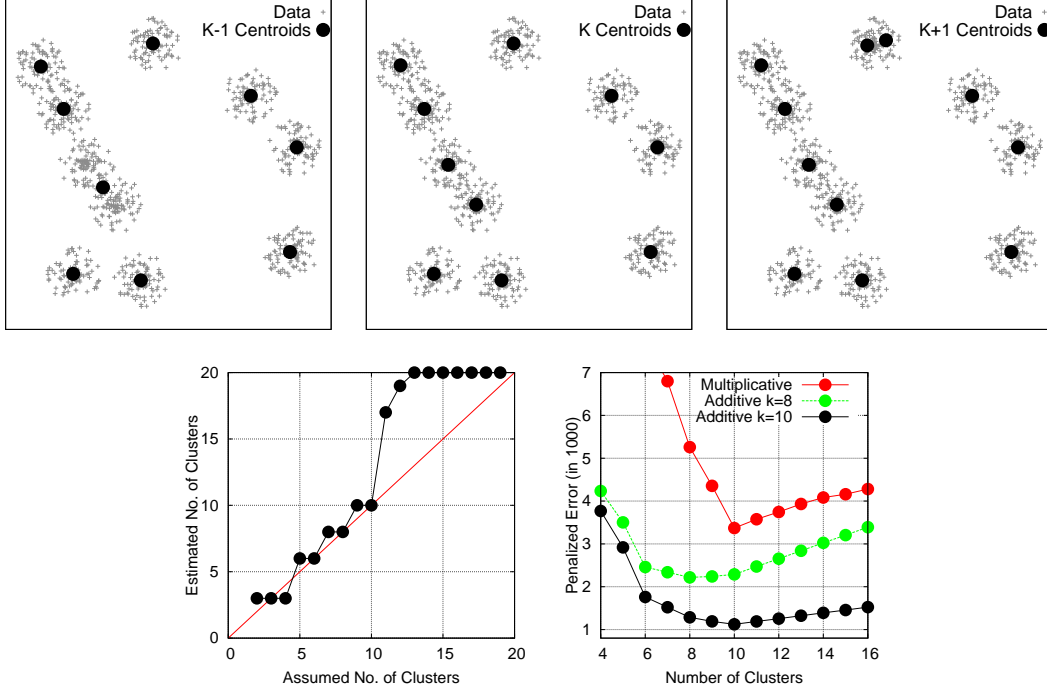 Data
K-1 Centroids
Data
K Centroids
Data
K+1 Centroids
20
15
10
5
0
0 5 10 15 20
Estimated No. of Clusters
Assumed No. of Clusters
7
6
5
4
3
2
1
4 6 8 10 12 14 16
Penalized Error (in 1000)
Number of Clusters
Multiplicative
Additive k=8
Additive k=10